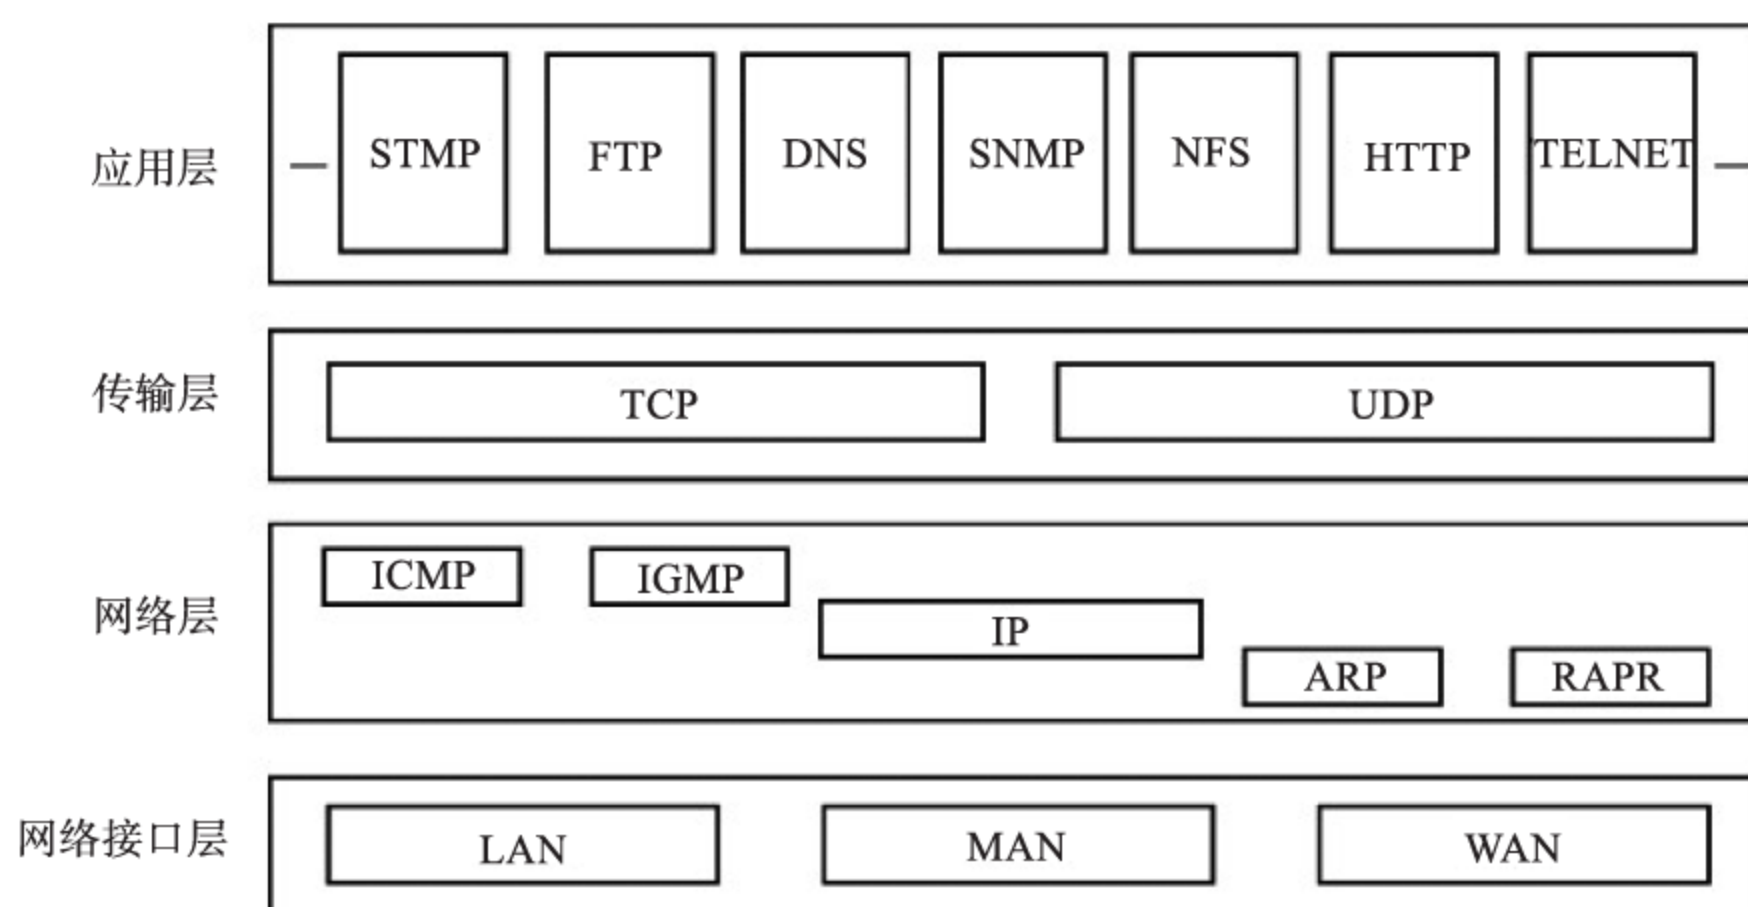 应用层 STMP FTP DNS SNMP NFS HTTP TELNET
传输层 TCP UDP
网络层 ICMP IGMP IP ARP RAPR
网络接口层 LAN MAN WAN